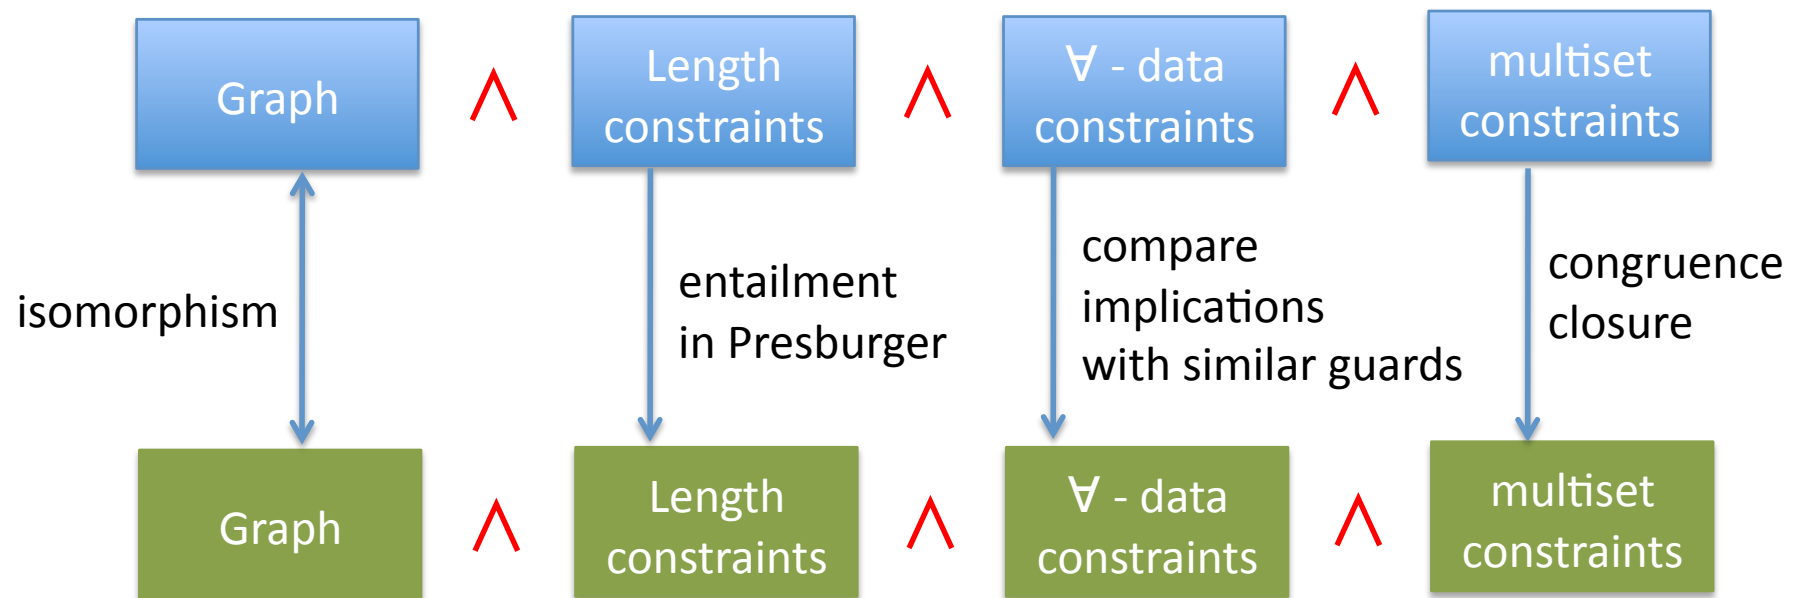 Graph ∧ Length constraints ∧ ∀ - data constraints ∧ multiset constraints
isomorphism
entailment
in Presburger
compare
implications
with similar guards
congruence
closure
Graph ∧ Length constraints ∧ ∀ - data constraints ∧ multiset constraints